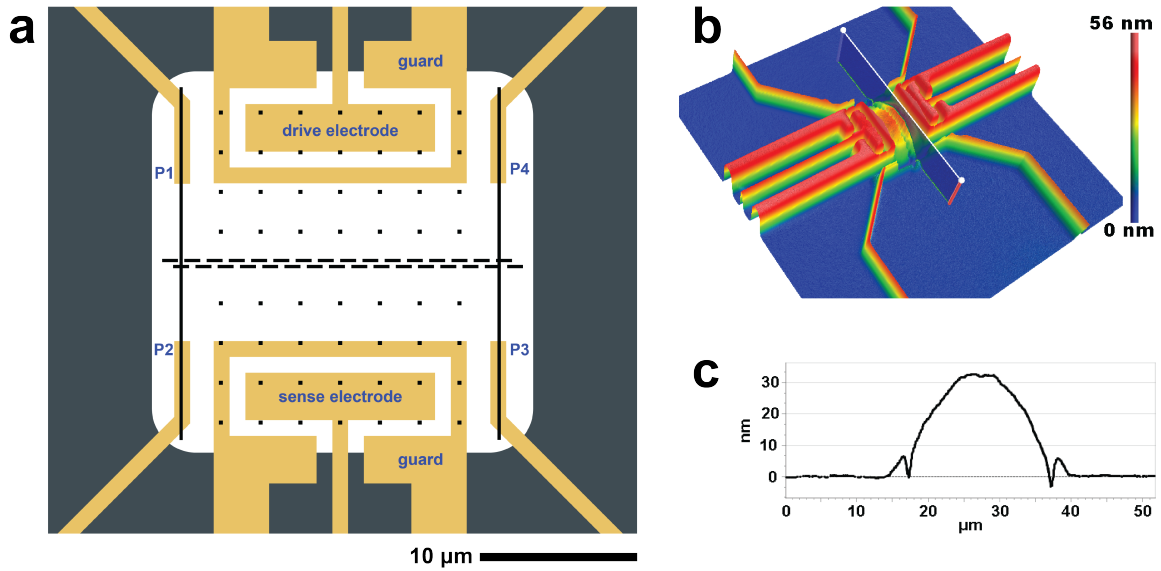 a
guard
drive electrode
P1
P4
P2
P3
sense electrode
guard
10 µm
b
56 nm
0 nm
c
30
20
10
0
nm
0
10
20
30
40
50
µm